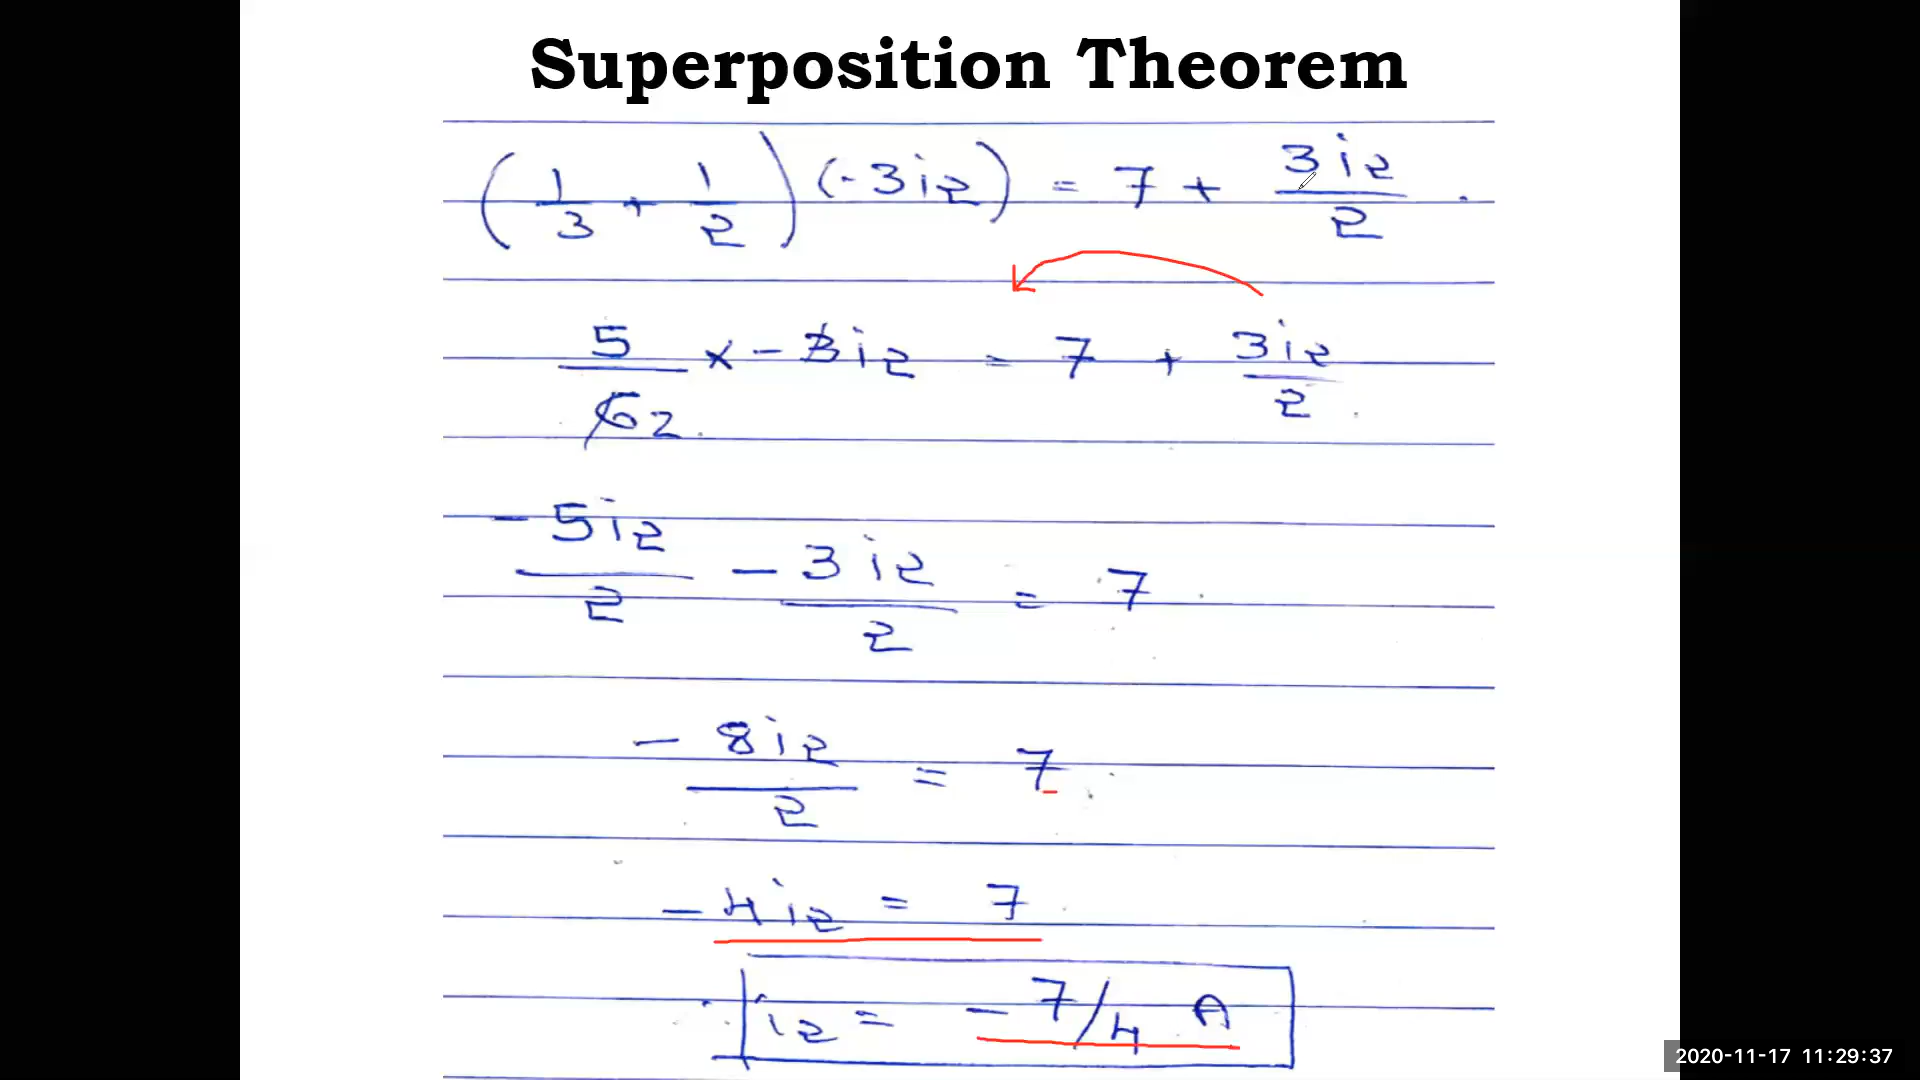 Superposition Theorem
(1/3 + 1/2) (-3i2) = 7 + 3i2/2
5/6 2 × -3i2 = 7 + 3i2/2
-5i2/2 - 3i2/2 = 7
-8i2/2 = 7
-4i2 = 7
i2 = -7/4 A
2020-11-17 11:29:37